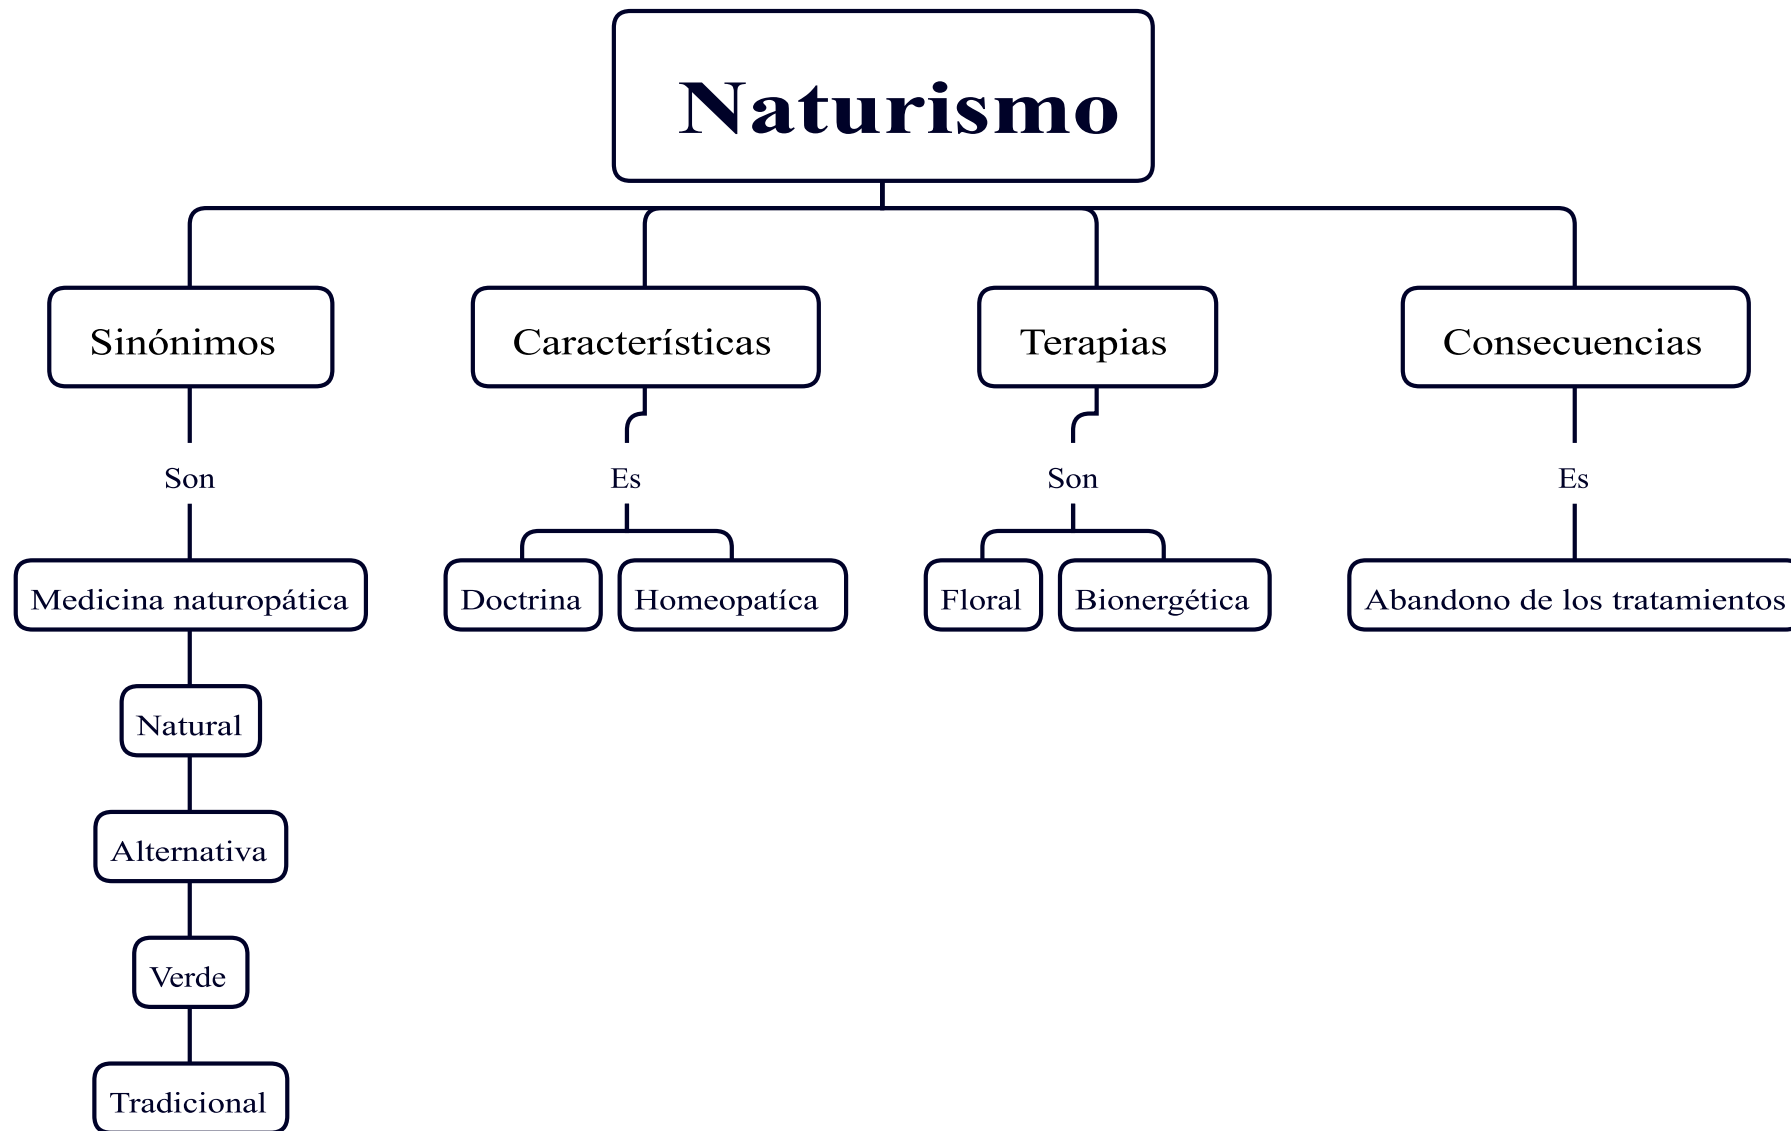 Naturismo
Sinónimos
Características
Terapias
Consecuencias
Son
Es
Son
Es
Medicina naturopática
Doctrina
Homeopatíca
Floral
Bionergética
Abandono de los tratamientos
Natural
Alternativa
Verde
Tradicional